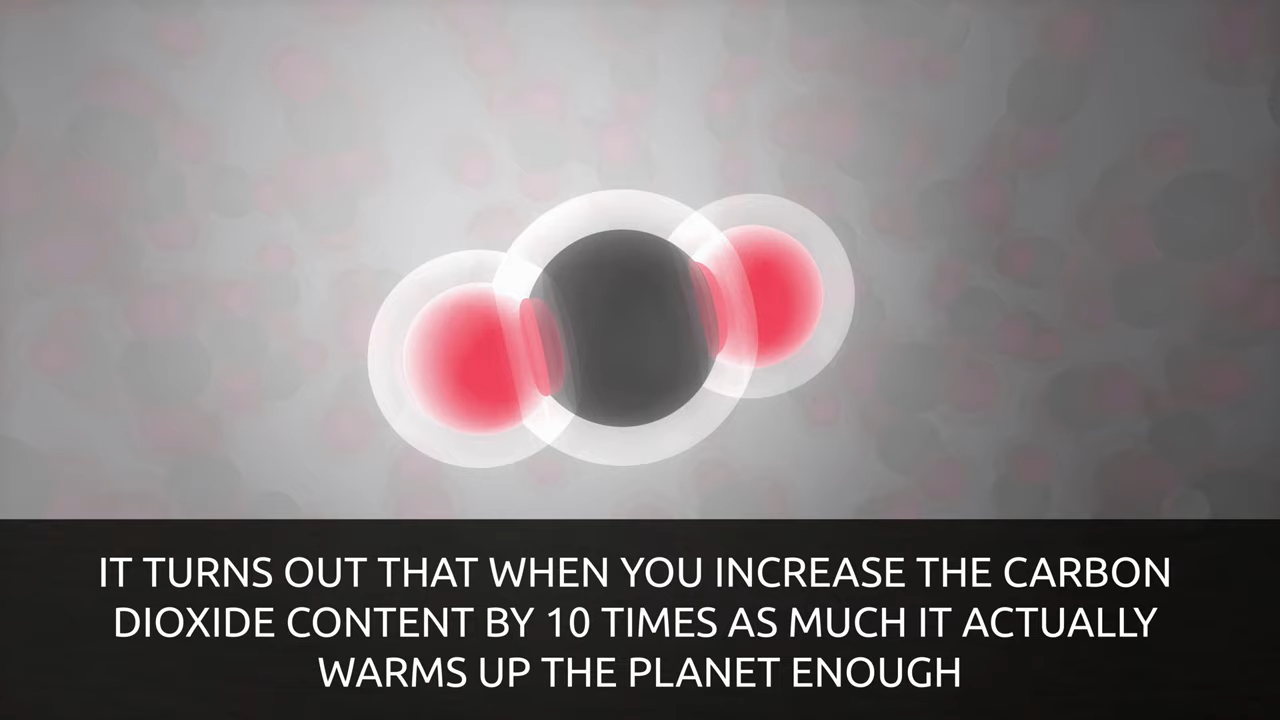 IT TURNS OUT THAT WHEN YOU INCREASE THE CARBON
DIOXIDE CONTENT BY 10 TIMES AS MUCH IT ACTUALLY
WARMS UP THE PLANET ENOUGH